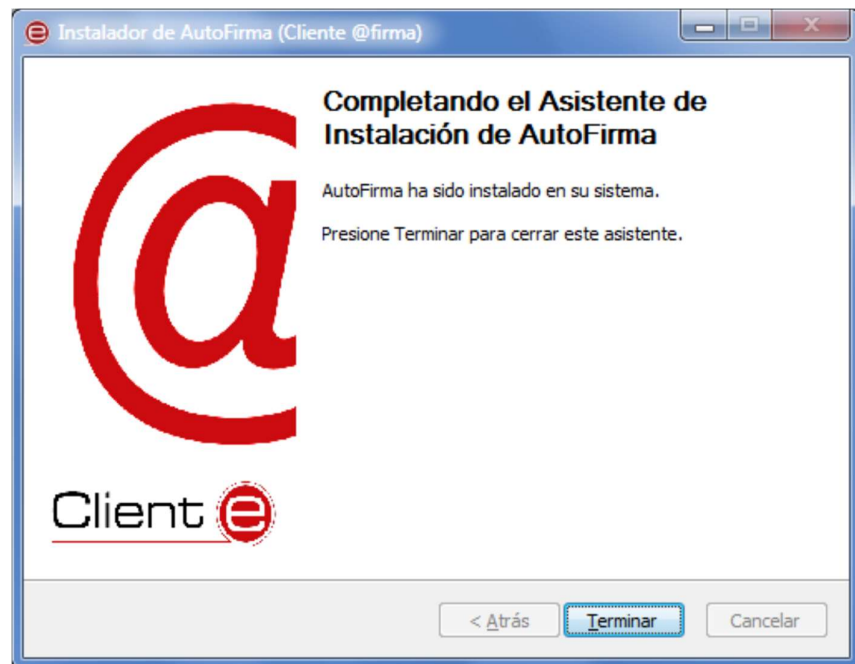 Instalador de AutoFirma (Cliente @firma)
Completando el Asistente de
Instalación de AutoFirma
AutoFirma ha sido instalado en su sistema.
Presione Terminar para cerrar este asistente.
@
Cliente
< Atrás
Terminar
Cancelar